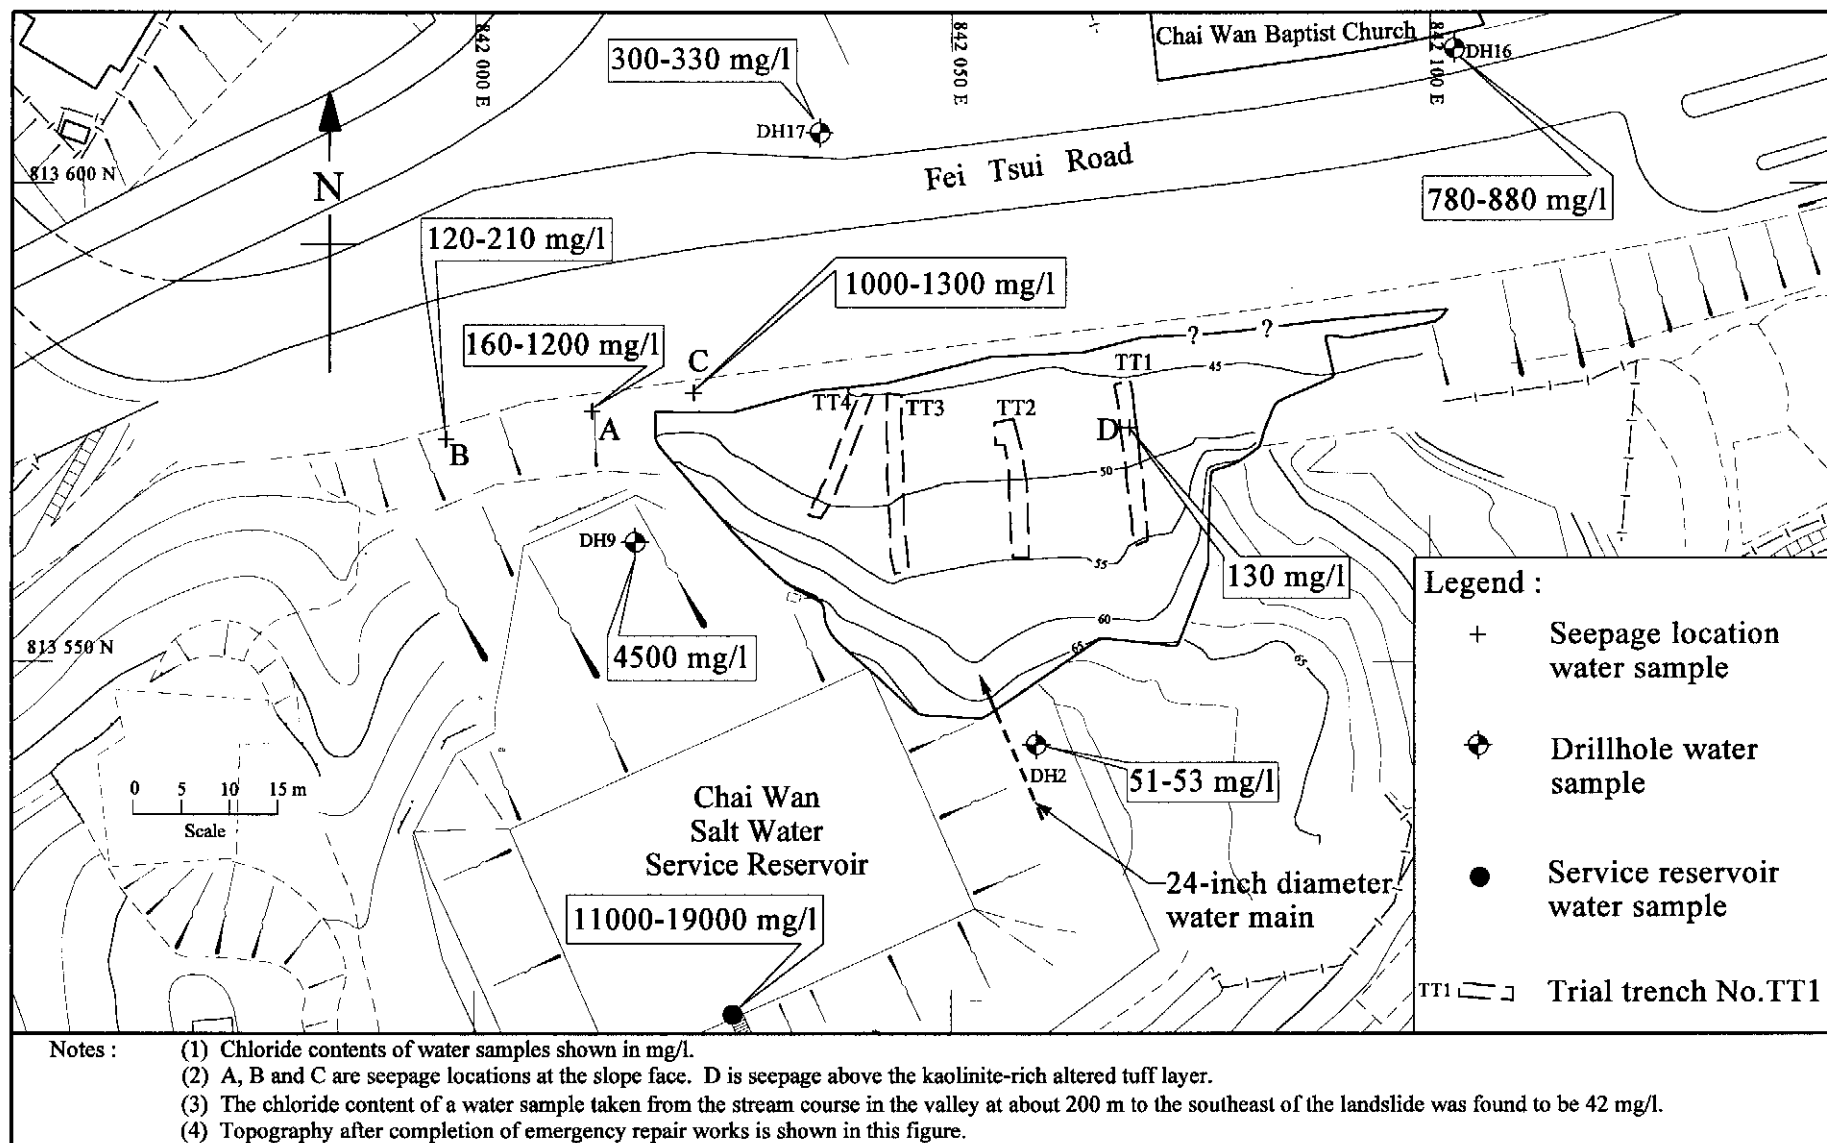 842 000 E
842 050 E
842 100 E
Chai Wan Baptist Church
DH16
300-330 mg/l
DH17
813 600 N
N
Fei Tsui Road
780-880 mg/l
120-210 mg/l
1000-1300 mg/l
160-1200 mg/l
C
A
B
? ?
45
TT1
TT4
TT3
TT2
D
50
DH9
55
130 mg/l
813 550 N
4500 mg/l
60
65
65
DH2
51-53 mg/l
0 5 10 15 m
Scale
Chai Wan
Salt Water
Service Reservoir
11000-19000 mg/l
24-inch diameter
water main
Legend :
+ Seepage location
water sample
Drillhole water
sample
Service reservoir
water sample
TT1 Trial trench No.TT1
Notes : (1) Chloride contents of water samples shown in mg/l.
(2) A, B and C are seepage locations at the slope face. D is seepage above the kaolinite-rich altered tuff layer.
(3) The chloride content of a water sample taken from the stream course in the valley at about 200 m to the southeast of the landslide was found to be 42 mg/l.
(4) Topography after completion of emergency repair works is shown in this figure.